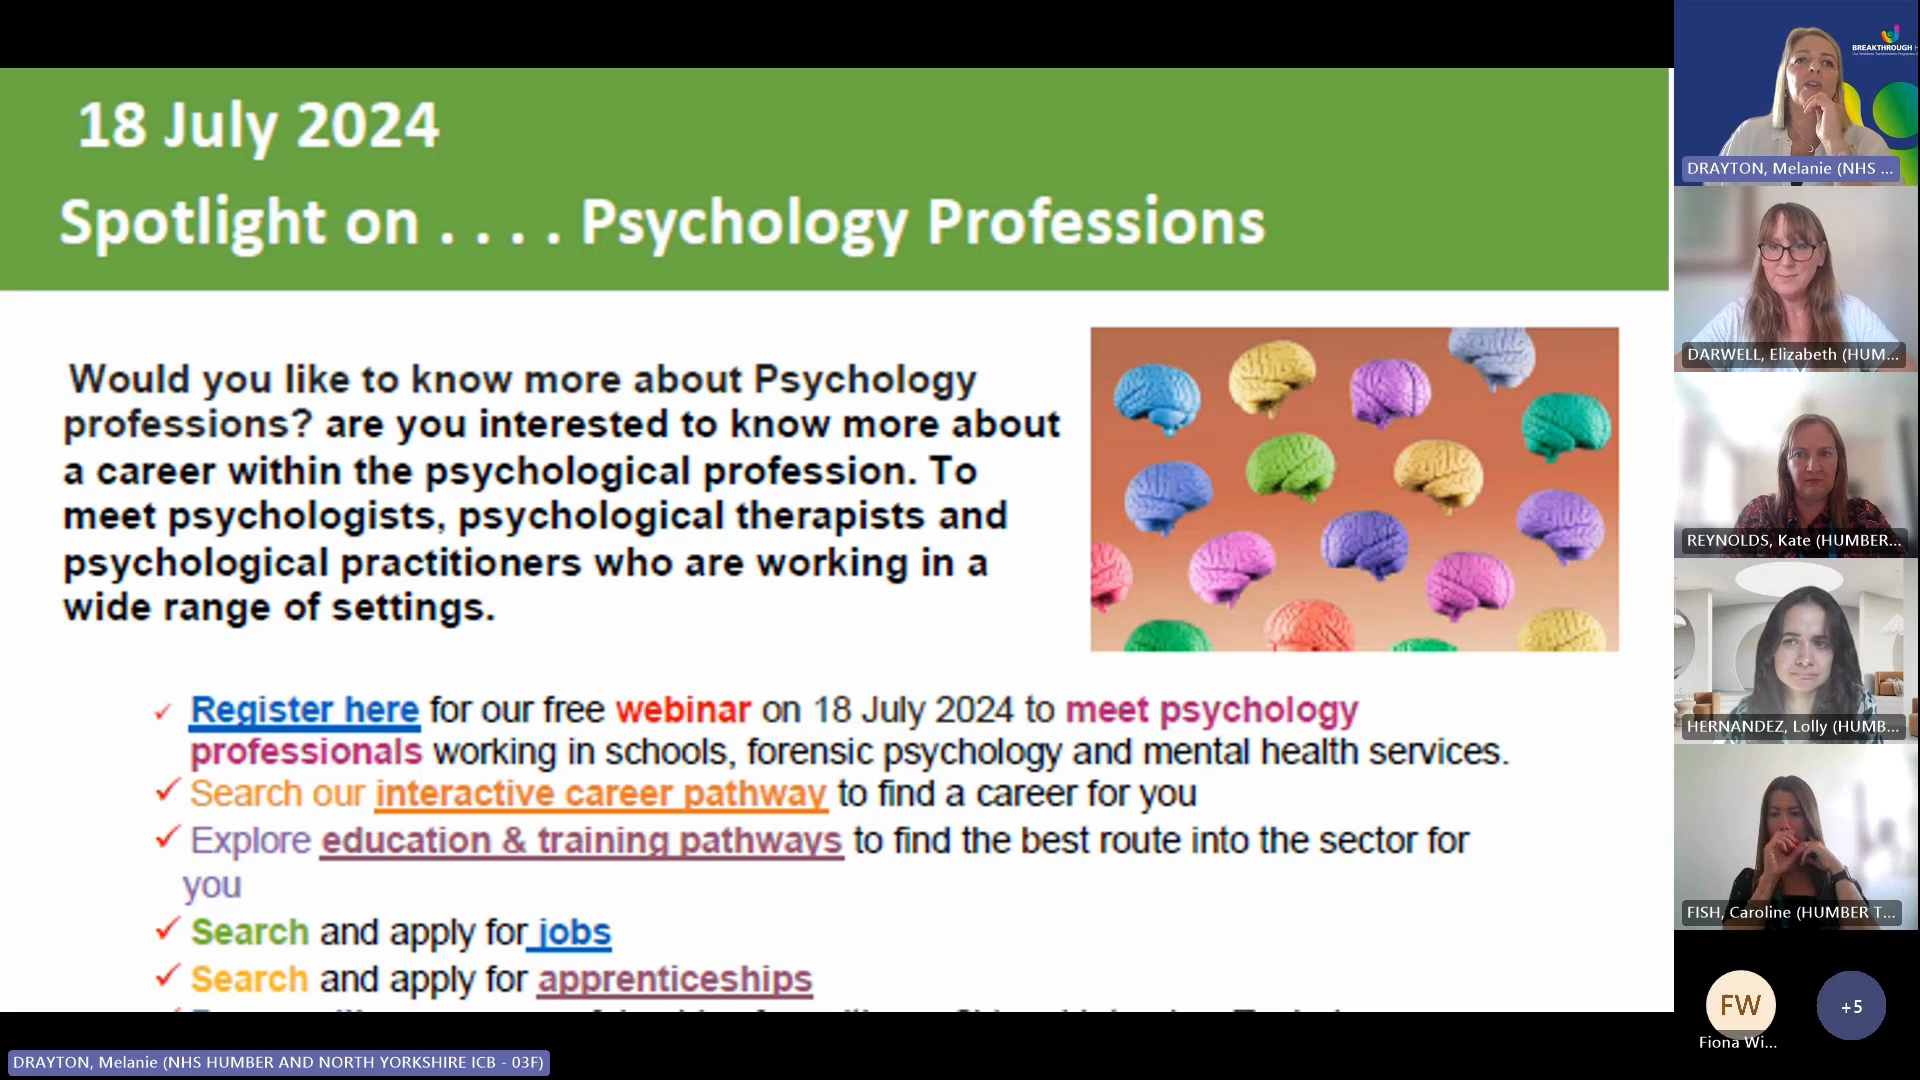 18 July 2024
Spotlight on . . . . Psychology Professions
Would you like to know more about Psychology
professions? are you interested to know more about
a career within the psychological profession. To
meet psychologists, psychological therapists and
psychological practitioners who are working in a
wide range of settings.
✓ Register here for our free webinar on 18 July 2024 to meet psychology
professionals working in schools, forensic psychology and mental health services.
✓ Search our interactive career pathway to find a career for you
✓ Explore education & training pathways to find the best route into the sector for
you
✓ Search and apply for jobs
✓ Search and apply for apprenticeships
BREAKTHROUGH
DRAYTON, Melanie (NHS ...
DARWELL, Elizabeth (HUM...
REYNOLDS, Kate (HUMBER...
HERNANDEZ, Lolly (HUMB...
FISH, Caroline (HUMBER T...
FW
+5
Fiona Wi...
DRAYTON, Melanie (NHS HUMBER AND NORTH YORKSHIRE ICB - 03F)